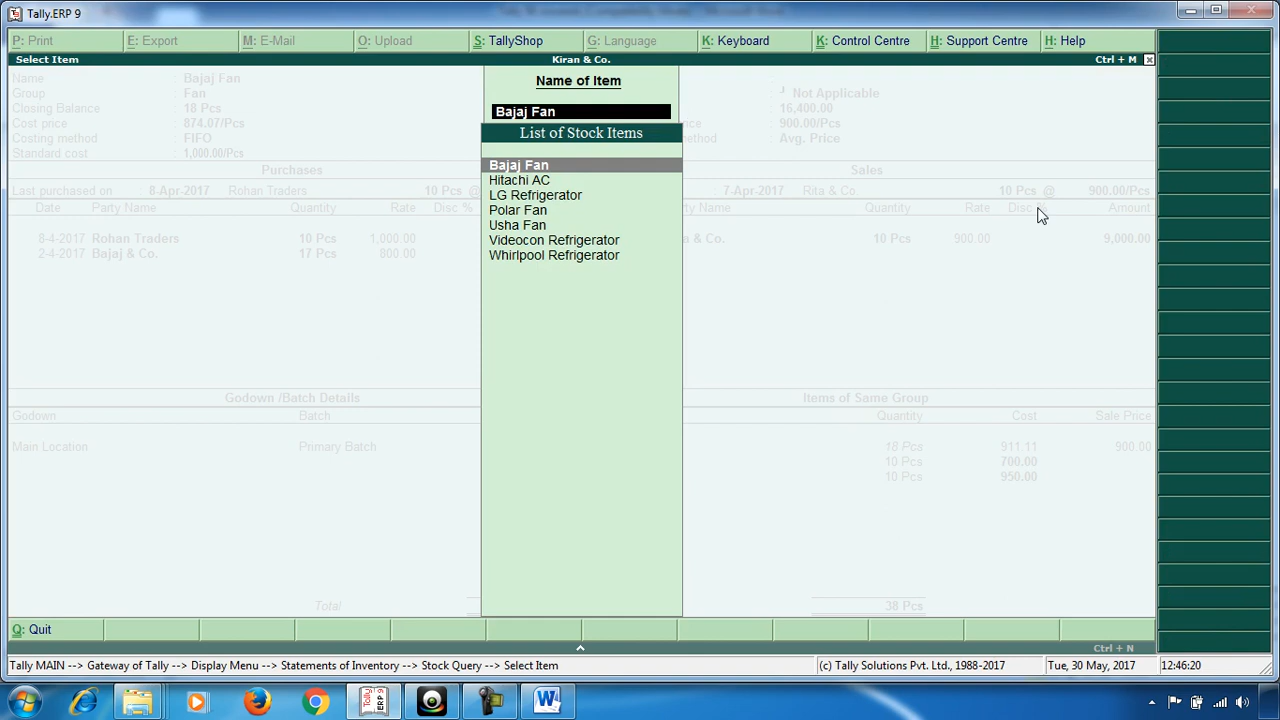 Tally.ERP 9
P: Print E: Export M: E-Mail O: Upload S: TallyShop G: Language K: Keyboard K: Control Centre H: Support Centre H: Help
Select Item Kiran & Co. Ctrl + M
Name : Bajaj Fan
Group : Fan
Closing Balance : 18 Pcs
Cost price : 874.07/Pcs
Costing method : FIFO
Standard cost : 1,000.00/Pcs
Name of Item
Bajaj Fan
List of Stock Items
Bajaj Fan
Hitachi AC
LG Refrigerator
Polar Fan
Usha Fan
Videocon Refrigerator
Whirlpool Refrigerator
: Not Applicable
: 16,400.00
: 900.00/Pcs
: Avg. Price
Purchases Sales
Last purchased on 8-Apr-2017 Rohan Traders 10 Pcs @ 7-Apr-2017 Rita & Co. 10 Pcs @ 900.00/Pcs
Date Party Name Quantity Rate Disc % Name Quantity Rate Disc Amount
8-4-2017 Rohan Traders 10 Pcs 1,000.00 & Co. 10 Pcs 900.00 9,000.00
2-4-2017 Bajaj & Co. 17 Pcs 800.00
Godown /Batch Details Items of Same Group
Godown Batch Quantity Cost Sale Price
Main Location Primary Batch 18 Pcs 911.11 900.00
10 Pcs 700.00
10 Pcs 950.00
Total 38 Pcs
Q: Quit
Ctrl + N
Tally MAIN --> Gateway of Tally --> Display Menu --> Statements of Inventory --> Stock Query --> Select Item (c) Tally Solutions Pvt. Ltd., 1988-2017 Tue, 30 May, 2017 12:46:20
Tally ERP 9
12:46